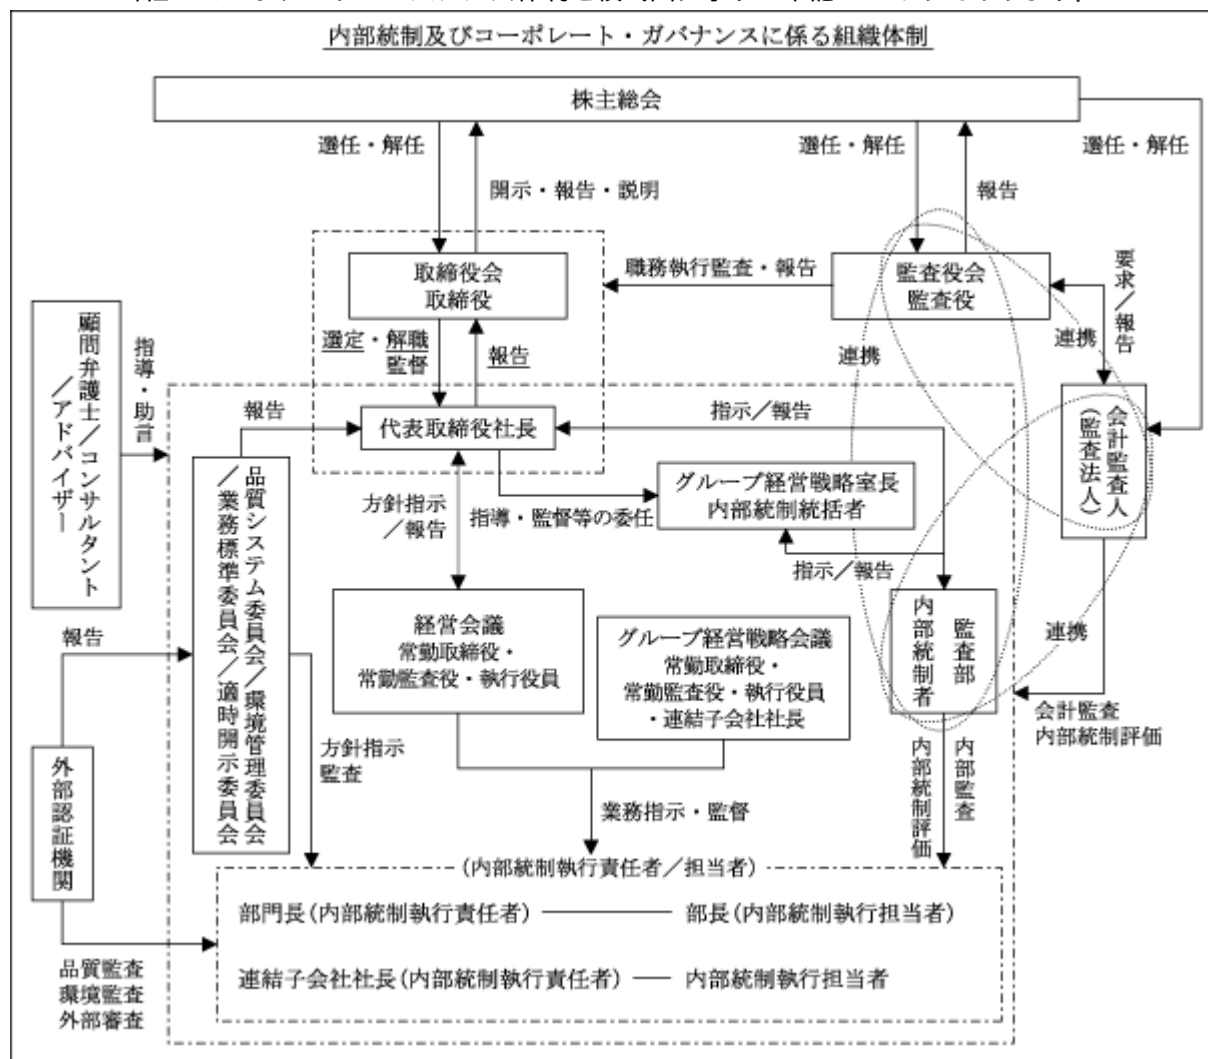 内部統制及びコーポレート・ガバナンスに係る組織体制
株主総会
選任・解任
選任・解任
選任・解任
開示・報告・説明
報告
取締役会
取締役
職務執行監査・報告
監査役会
監査役
要求/報告
顧問弁護士/コンサルタント
/アドバイザー
指導・助言
選定・解職
監督
報告
連携
連携
報告
代表取締役社長
指示/報告
会計監査人
(監査法人)
品質システム委員会/環境管理委員会
/業務標準委員会/適時開示委員会
方針指示
/報告
指導・監督等の委任
グループ経営戦略室長
内部統制統括者
指示/報告
報告
経営会議
常勤取締役・
常勤監査役・執行役員
グループ経営戦略会議
常勤取締役・
常勤監査役・執行役員
・連結子会社社長
監査部
内部統制者
連携
会計監査
内部統制評価
外部認証機関
方針指示
監査
業務指示・監督
内部監査
内部統制評価
(内部統制執行責任者/担当者)
部門長(内部統制執行責任者)
部長(内部統制執行担当者)
連結子会社社長(内部統制執行責任者)
内部統制執行担当者
品質監査
環境監査
外部審査